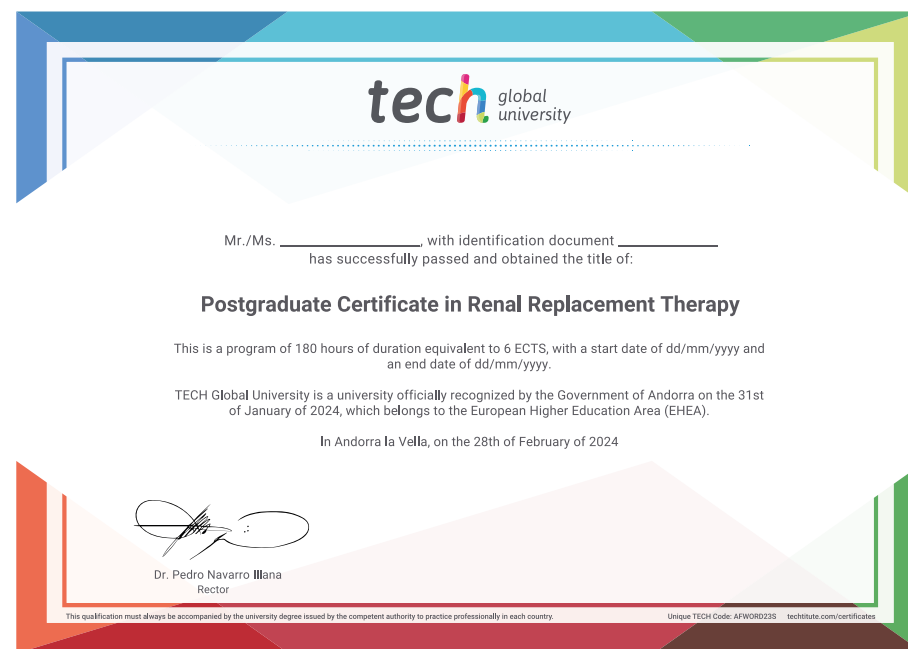 tech global university
Mr./Ms. ____________________, with identification document ______________
has successfully passed and obtained the title of:
Postgraduate Certificate in Renal Replacement Therapy
This is a program of 180 hours of duration equivalent to 6 ECTS, with a start date of dd/mm/yyyy and
an end date of dd/mm/yyyy.
TECH Global University is a university officially recognized by the Government of Andorra on the 31st
of January of 2024, which belongs to the European Higher Education Area (EHEA).
In Andorra la Vella, on the 28th of February of 2024
Dr. Pedro Navarro Illana
Rector
This qualification must always be accompanied by the university degree issued by the competent authority to practice professionally in each country. Unique TECH Code: AFWORD23S techtitute.com/certificates